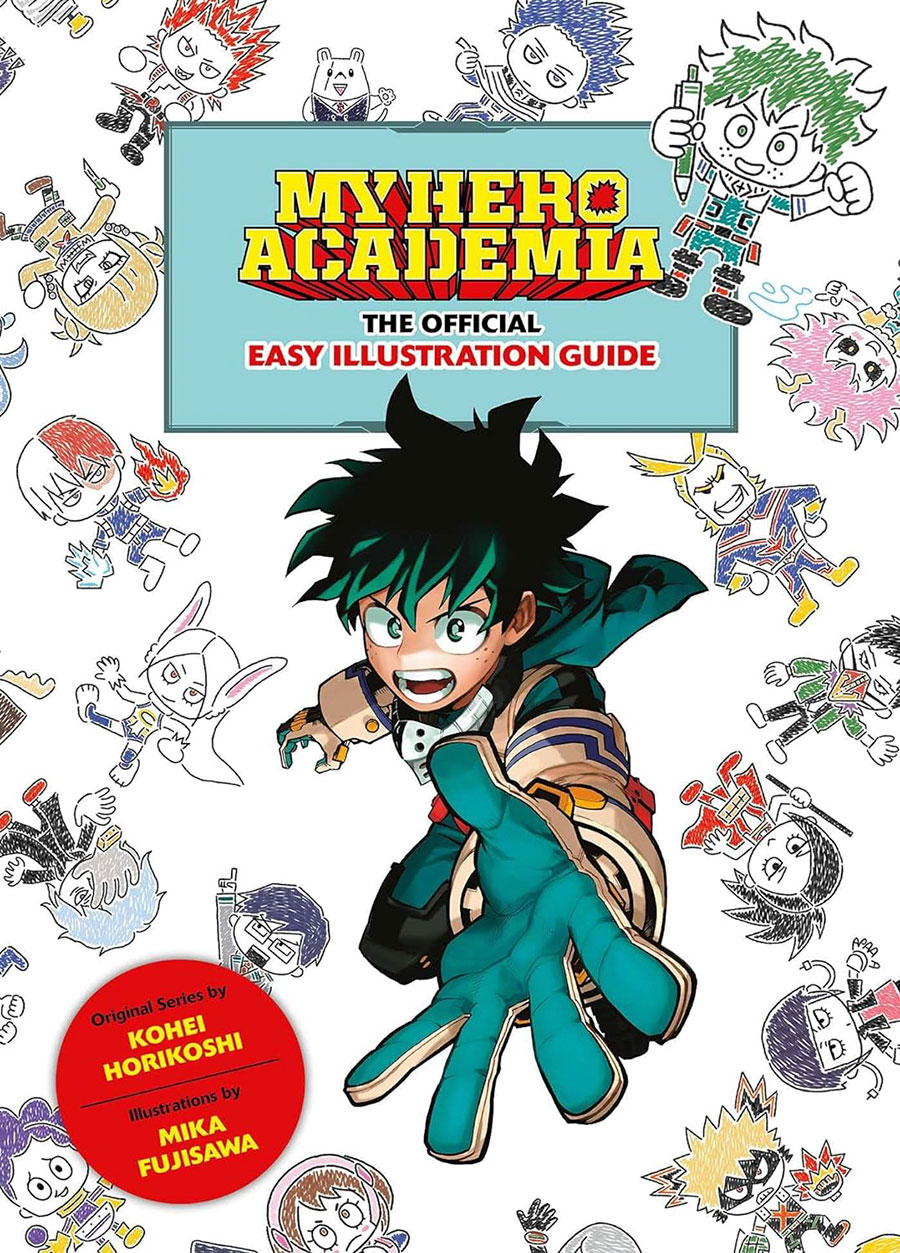 MY HERO
ACADEMIA
THE OFFICIAL
EASY ILLUSTRATION GUIDE
Original Series by
KOHEI
HORIKOSHI
Illustrations by
MIKA
FUJISAWA